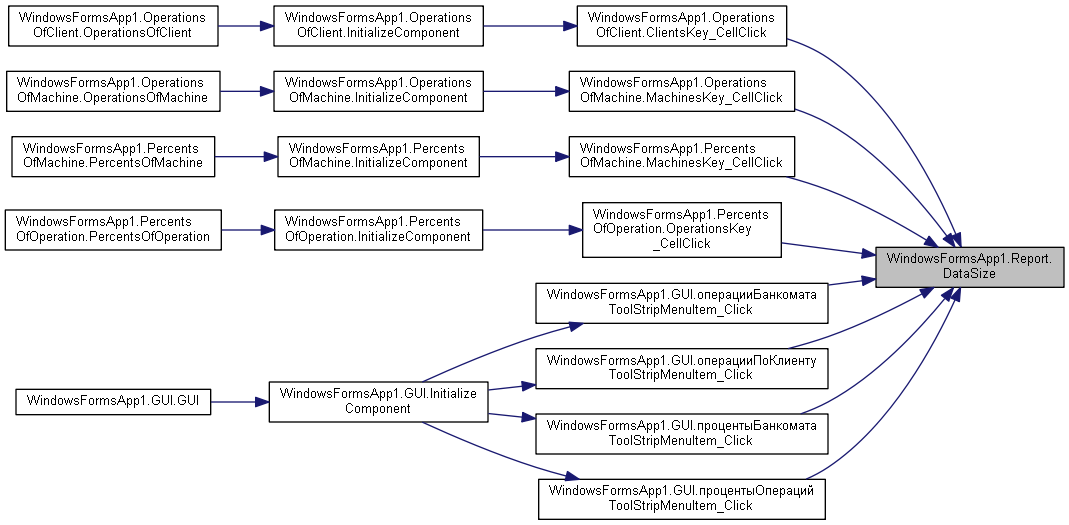 WindowsFormsApp1.Operations
OfClient.OperationsOfClient
WindowsFormsApp1.Operations
OfClient.InitializeComponent
WindowsFormsApp1.Operations
OfClient.ClientsKey_CellClick
WindowsFormsApp1.Operations
OfMachine.OperationsOfMachine
WindowsFormsApp1.Operations
OfMachine.InitializeComponent
WindowsFormsApp1.Operations
OfMachine.MachinesKey_CellClick
WindowsFormsApp1.Percents
OfMachine.PercentsOfMachine
WindowsFormsApp1.Percents
OfMachine.InitializeComponent
WindowsFormsApp1.Percents
OfMachine.MachinesKey_CellClick
WindowsFormsApp1.Percents
OfOperation.PercentsOfOperation
WindowsFormsApp1.Percents
OfOperation.InitializeComponent
WindowsFormsApp1.Percents
OfOperation.OperationsKey
_CellClick
WindowsFormsApp1.Report.
DataSize
WindowsFormsApp1.GUI.операцииБанкомата
ToolStripMenuItem_Click
WindowsFormsApp1.GUI.операцииПоКлиенту
ToolStripMenuItem_Click
WindowsFormsApp1.GUI.GUI
WindowsFormsApp1.GUI.Initialize
Component
WindowsFormsApp1.GUI.процентыБанкомата
ToolStripMenuItem_Click
WindowsFormsApp1.GUI.процентыОпераций
ToolStripMenuItem_Click